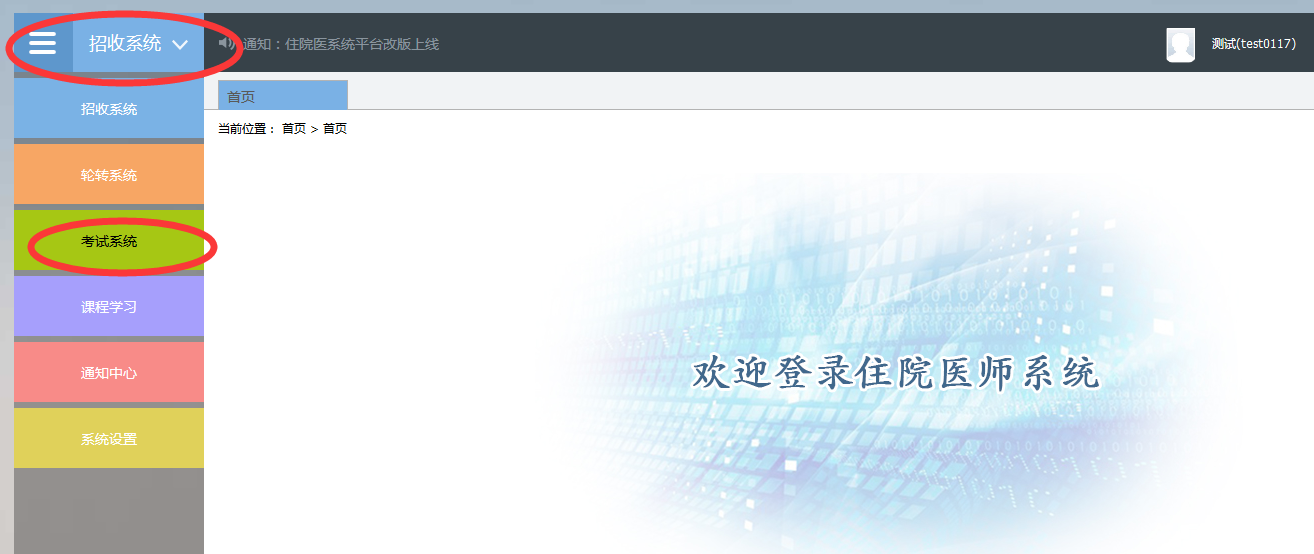 招收系统
通知：住院医系统平台改版上线
测试(test0117)
招收系统
轮转系统
考试系统
课程学习
通知中心
系统设置
首页
当前位置： 首页 > 首页
欢迎登录住院医师系统